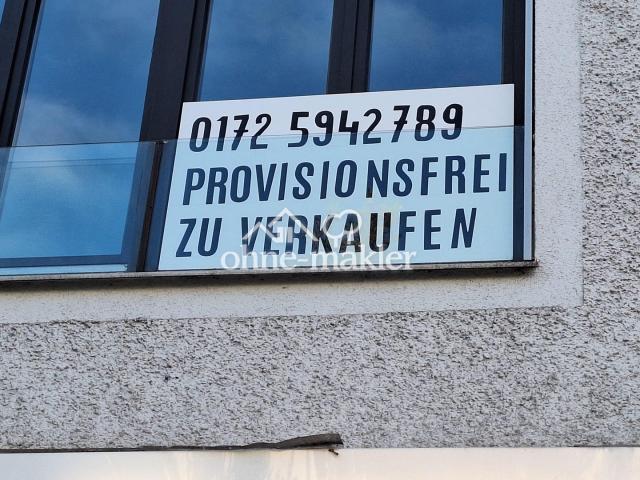 0172 5942789
PROVISIONSFREI
ZU VERKAUFEN
ohne-makler